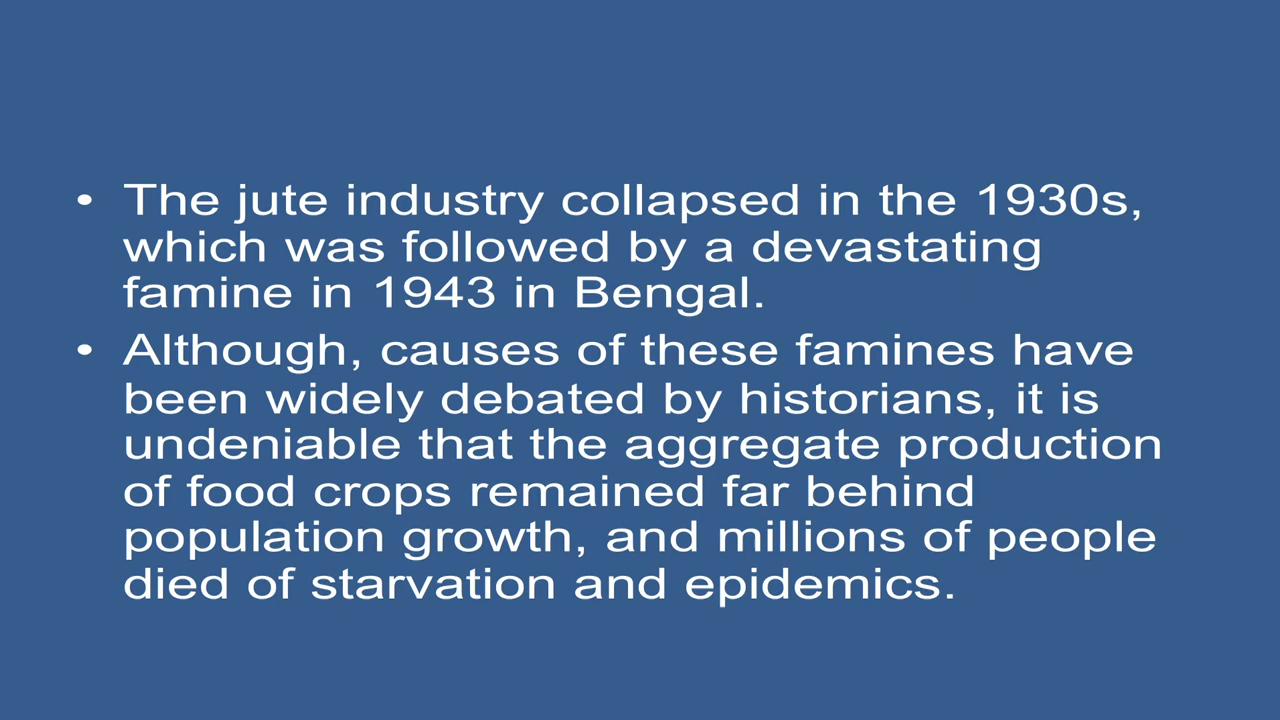 • The jute industry collapsed in the 1930s,
which was followed by a devastating
famine in 1943 in Bengal.
• Although, causes of these famines have
been widely debated by historians, it is
undeniable that the aggregate production
of food crops remained far behind
population growth, and millions of people
died of starvation and epidemics.